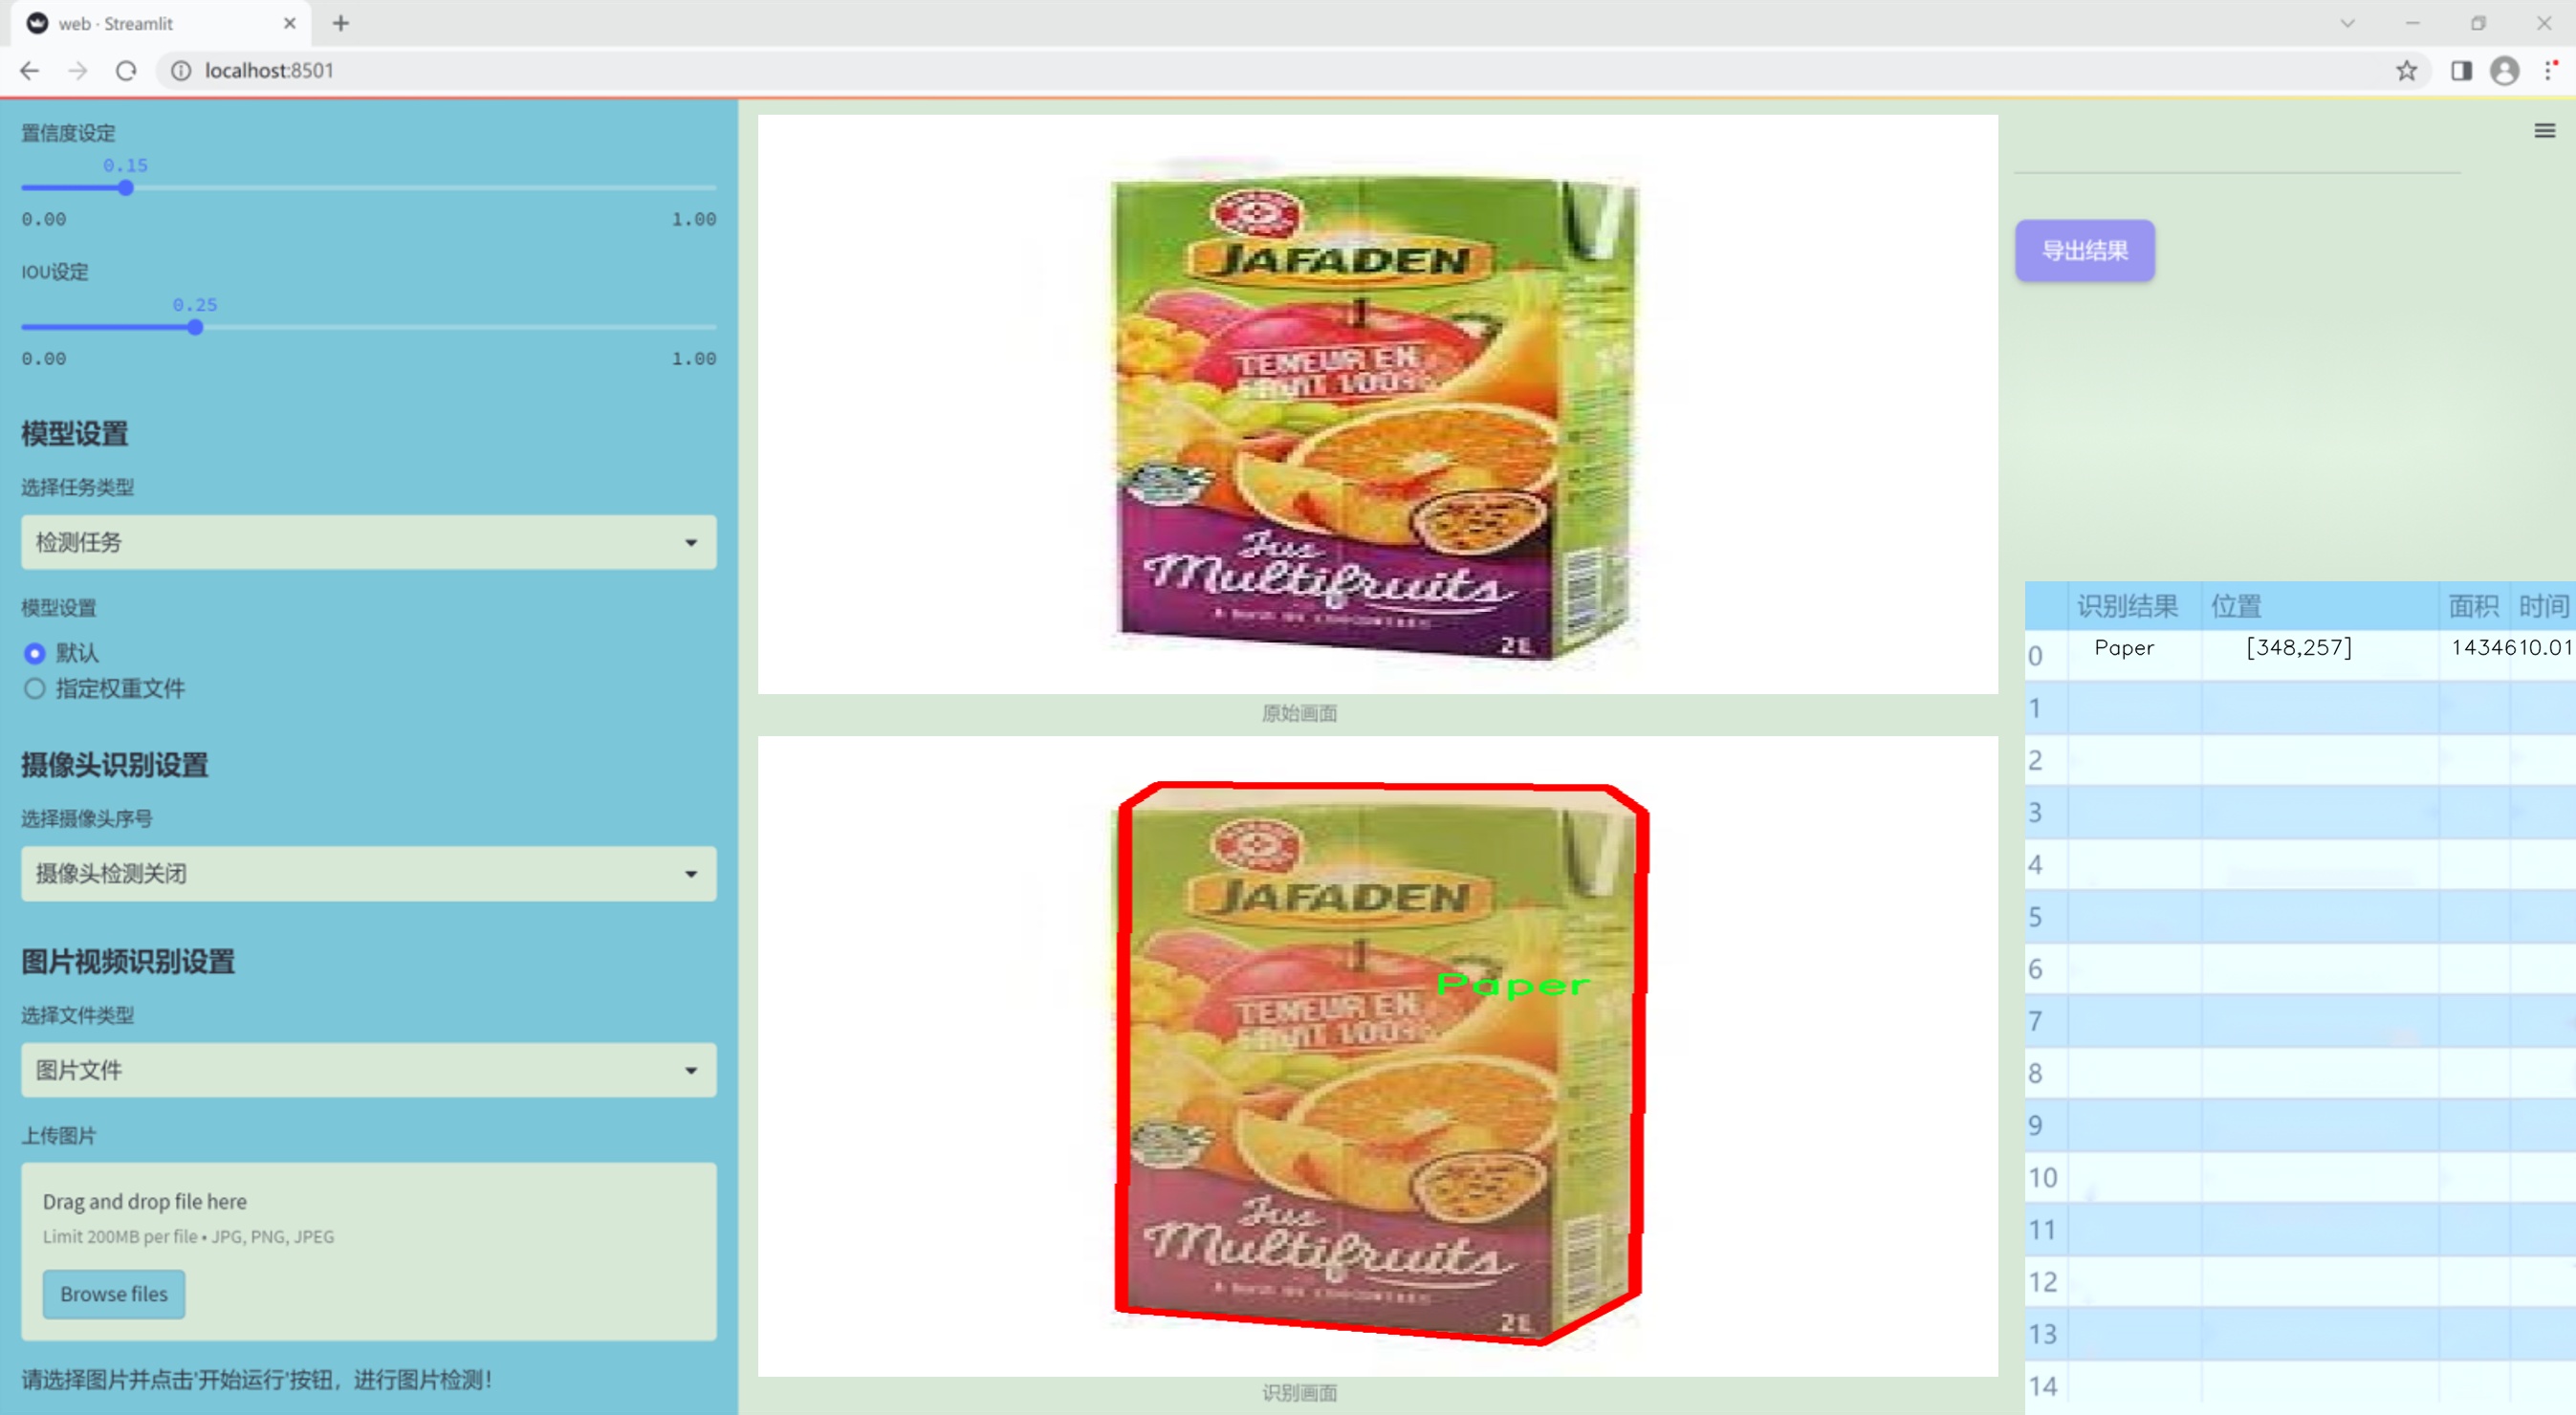 web · Streamlit
localhost:8501
置信度设定
0.15
0.00 1.00
IOU设定
0.25
0.00 1.00
模型设置
选择任务类型
检测任务
模型设置
默认
指定权重文件
摄像头识别设置
选择摄像头序号
摄像头检测关闭
图片视频识别设置
选择文件类型
图片文件
上传图片
Drag and drop file here
Limit 200MB per file • JPG, PNG, JPEG
Browse files
请选择图片并点击'开始运行'按钮，进行图片检测！
JAFADEN
TENEUR EN
FRUIT 100%
Jus
Multifruits
2L
原始画面
JAFADEN
Paper
TENEUR EN
FRUIT 100%
Jus
Multifruits
2L
识别画面
导出结果
识别结果 位置 面积 时间
0 Paper [348,257] 1434610.01
1
2
3
4
5
6
7
8
9
10
11
12
13
14